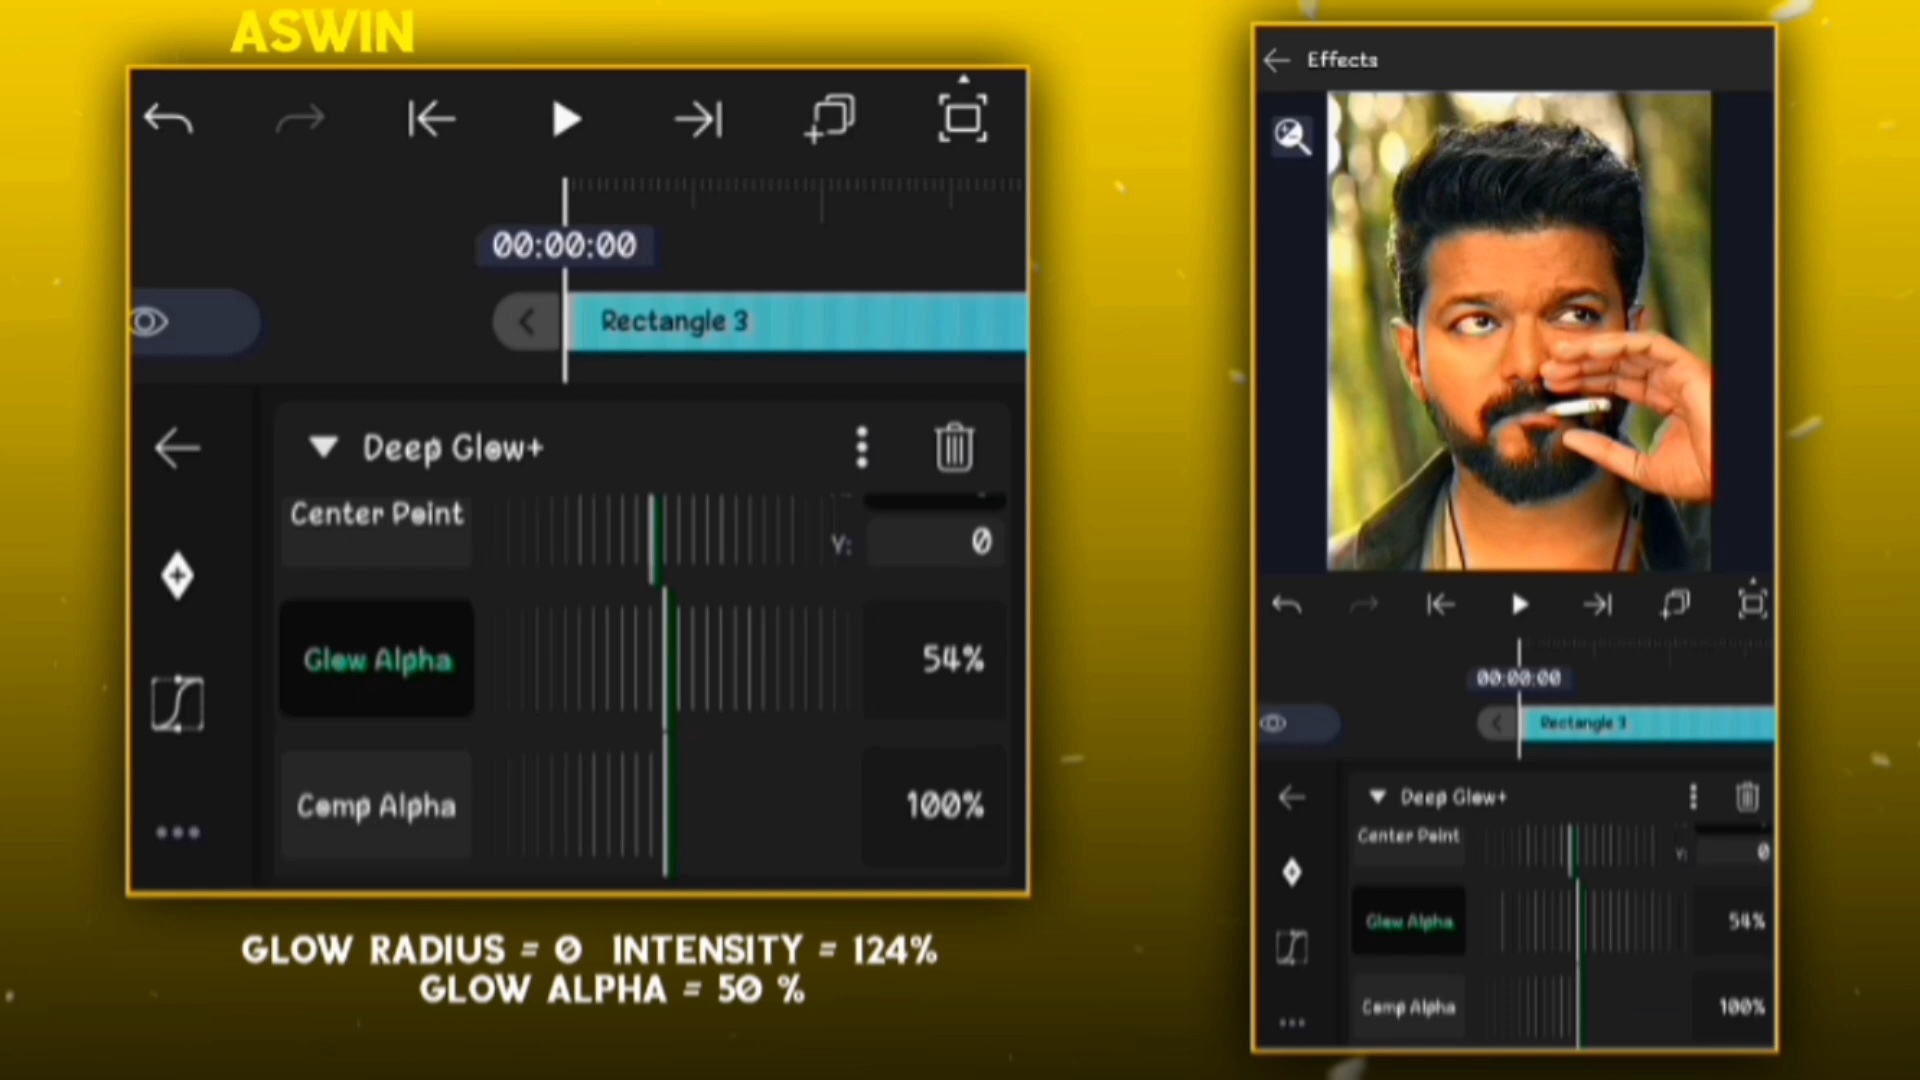 ASWIN
00:00:00
Rectangle 3
Deep Glow+
Center Point
Y: 0
Glow Alpha 54%
Comp Alpha 100%
GLOW RADIUS = 0 INTENSITY = 124%
GLOW ALPHA = 50 %
Effects
00:00:00
Rectangle 3
Deep Glow+
Center Point
Y: 0
Glow Alpha 54%
Comp Alpha 100%